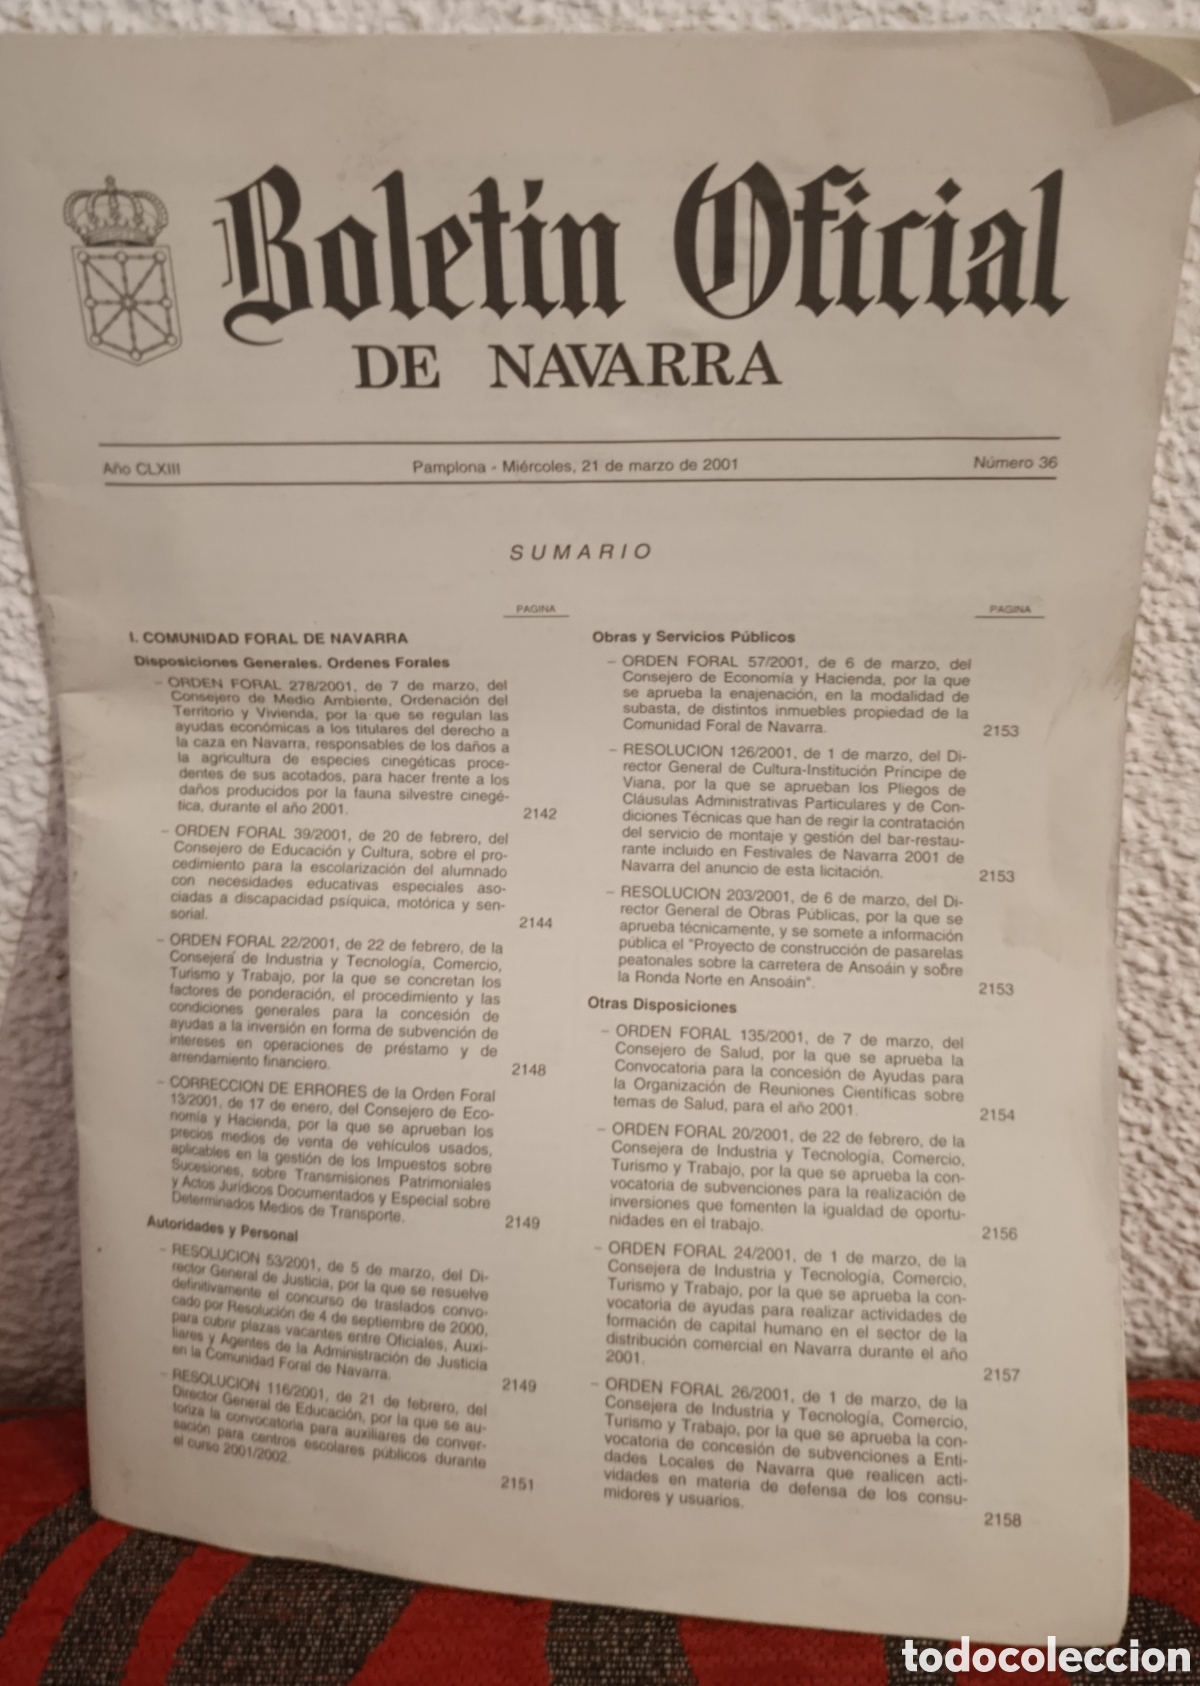 Boletín Oficial
DE NAVARRA
Año CLXIII
Pamplona - Miércoles, 21 de marzo de 2001
Número 36
SUMARIO
PAGINA
I. COMUNIDAD FORAL DE NAVARRA
Disposiciones Generales. Ordenes Forales
– ORDEN FORAL 278/2001, de 7 de marzo, del
Consejero de Medio Ambiente, Ordenación del
Territorio y Vivienda, por la que se regulan las
ayudas económicas a los titulares del derecho a
la caza en Navarra, responsables de los daños a
la agricultura de especies cinegéticas proce-
dentes de sus acotados, para hacer frente a los
daños producidos por la fauna silvestre cinegé-
tica, durante el año 2001.
2142
– ORDEN FORAL 39/2001, de 20 de febrero, del
Consejero de Educación y Cultura, sobre el pro-
cedimiento para la escolarización del alumnado
con necesidades educativas especiales aso-
ciadas a discapacidad psíquica, motórica y sen-
sorial.
2144
– ORDEN FORAL 22/2001, de 22 de febrero, de la
Consejera de Industria y Tecnología, Comercio,
Turismo y Trabajo, por la que se concretan los
factores de ponderación, el procedimiento y las
condiciones generales para la concesión de
ayudas a la inversión en forma de subvención de
intereses en operaciones de préstamo y de
arrendamiento financiero.
2148
– CORRECCION DE ERRORES de la Orden Foral
13/2001, de 17 de enero, del Consejero de Eco-
nomía y Hacienda, por la que se aprueban los
precios medios de venta de vehículos usados,
aplicables en la gestión de los Impuestos sobre
Sucesiones, sobre Transmisiones Patrimoniales
y Actos Jurídicos Documentados y Especial sobre
Determinados Medios de Transporte.
2149
Autoridades y Personal
– RESOLUCION 53/2001, de 5 de marzo, del Di-
rector General de Justicia, por la que se resuelve
definitivamente el concurso de traslados convo-
cado por Resolución de 4 de septiembre de 2000,
para cubrir plazas vacantes entre Oficiales, Auxi-
liares y Agentes de la Administración de Justicia
en la Comunidad Foral de Navarra.
2149
– RESOLUCION 116/2001, de 21 de febrero, del
Director General de Educación, por la que se au-
toriza la convocatoria para auxiliares de conver-
sación para centros escolares públicos durante
el curso 2001/2002.
2151
PAGINA
Obras y Servicios Públicos
– ORDEN FORAL 57/2001, de 6 de marzo, del
Consejero de Economía y Hacienda, por la que
se aprueba la enajenación, en la modalidad de
subasta, de distintos inmuebles propiedad de la
Comunidad Foral de Navarra.
2153
– RESOLUCION 126/2001, de 1 de marzo, del Di-
rector General de Cultura-Institución Príncipe de
Viana, por la que se aprueban los Pliegos de
Cláusulas Administrativas Particulares y de Con-
diciones Técnicas que han de regir la contratación
del servicio de montaje y gestión del bar-restau-
rante incluido en Festivales de Navarra 2001 de
Navarra del anuncio de esta licitación.
2153
– RESOLUCION 203/2001, de 6 de marzo, del Di-
rector General de Obras Públicas, por la que se
aprueba técnicamente, y se somete a información
pública el "Proyecto de construcción de pasarelas
peatonales sobre la carretera de Ansoáin y sobre
la Ronda Norte en Ansoáin".
2153
Otras Disposiciones
– ORDEN FORAL 135/2001, de 7 de marzo, del
Consejero de Salud, por la que se aprueba la
Convocatoria para la concesión de Ayudas para
la Organización de Reuniones Científicas sobre
temas de Salud, para el año 2001.
2154
– ORDEN FORAL 20/2001, de 22 de febrero, de la
Consejera de Industria y Tecnología, Comercio,
Turismo y Trabajo, por la que se aprueba la con-
vocatoria de subvenciones para la realización de
inversiones que fomenten la igualdad de oportu-
nidades en el trabajo.
2156
– ORDEN FORAL 24/2001, de 1 de marzo, de la
Consejera de Industria y Tecnología, Comercio,
Turismo y Trabajo, por la que se aprueba la con-
vocatoria de ayudas para realizar actividades de
formación de capital humano en el sector de la
distribución comercial en Navarra durante el año
2001.
2157
– ORDEN FORAL 26/2001, de 1 de marzo, de la
Consejera de Industria y Tecnología, Comercio,
Turismo y Trabajo, por la que se aprueba la con-
vocatoria de concesión de subvenciones a Enti-
dades Locales de Navarra que realicen acti-
vidades en materia de defensa de los consu-
midores y usuarios.
2158
todocoleccion